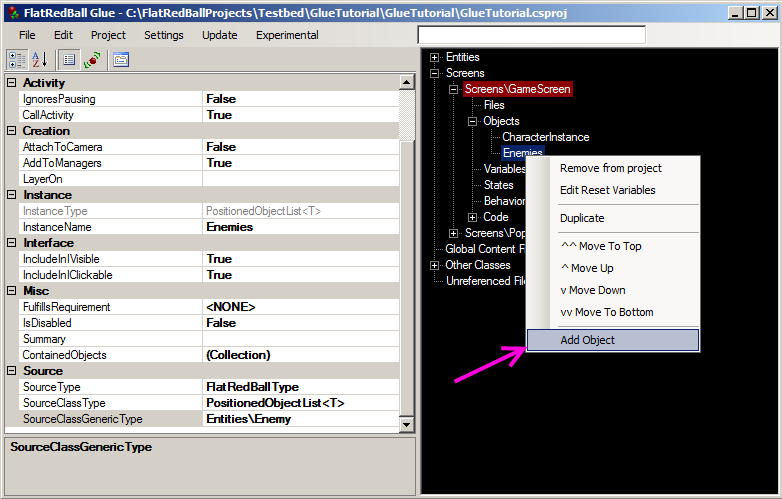 FlatRedBall Glue - C:\FlatRedBallProjects\Testbed\GlueTutorial\GlueTutorial\GlueTutorial.csproj
File Edit Project Settings Update Experimental
Activity
IgnoresPausing False
CallActivity True
Creation
AttachToCamera False
AddToManagers True
LayerOn
Instance
InstanceType PositionedObjectList<T>
InstanceName Enemies
Interface
IncludeInIVisible True
IncludeInIClickable True
Misc
FulfillsRequirement <NONE>
IsDisabled False
Summary
ContainedObjects (Collection)
Source
SourceType FlatRedBallType
SourceClassType PositionedObjectList<T>
SourceClassGenericType Entities\Enemy
SourceClassGenericType
Entities
Screens
Screens\GameScreen
Files
Objects
CharacterInstance
Enemies
Variables
States
Behavior
Code
Screens\Pop
Global Content F
Other Classes
Unreferenced File
Remove from project
Edit Reset Variables
Duplicate
^^ Move To Top
^ Move Up
v Move Down
vv Move To Bottom
Add Object